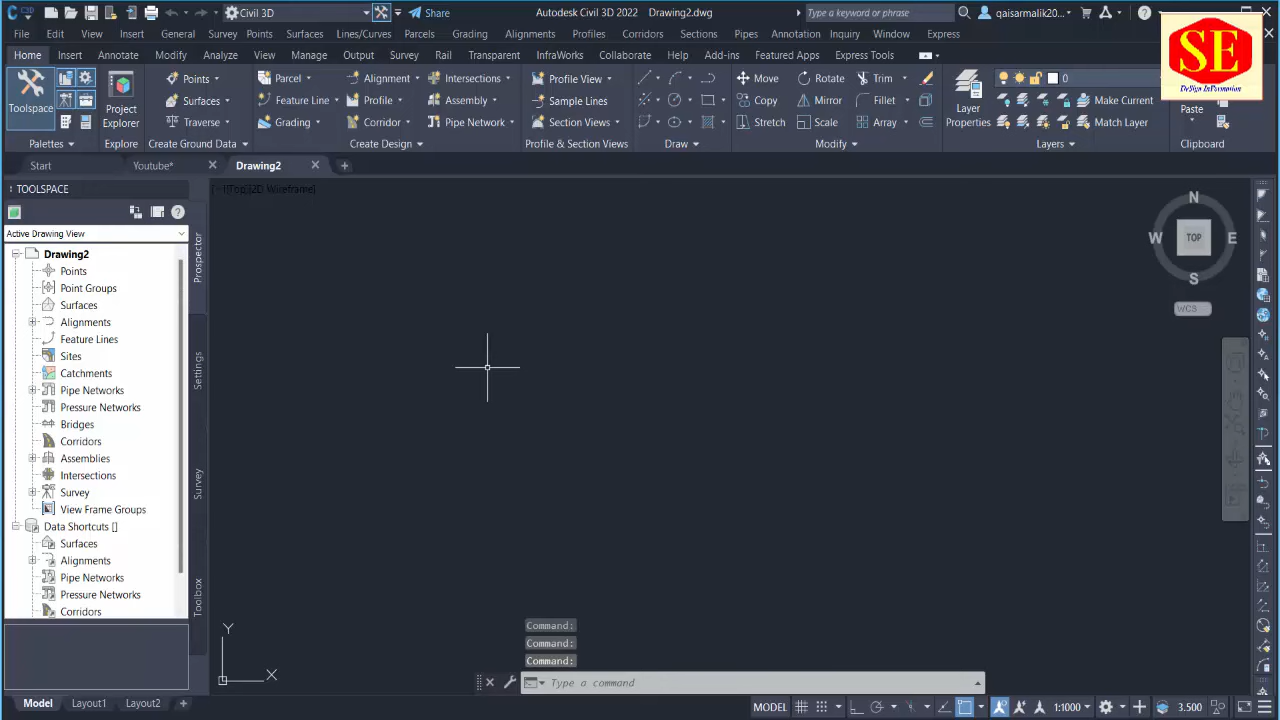 C3D
Civil 3D
Share
Autodesk Civil 3D 2022 Drawing2.dwg
Type a keyword or phrase
qaisarmalik20...
File Edit View Insert General Survey Points Surfaces Lines/Curves Parcels Grading Alignments Profiles Corridors Sections Pipes Annotation Inquiry Window Express
Home Insert Annotate Modify Analyze View Manage Output Survey Rail Transparent InfraWorks Collaborate Help Add-ins Featured Apps Express Tools
SE
DeSign InFormation
Toolspace
Palettes
Project
Explorer
Explore
Points
Surfaces
Traverse
Create Ground Data
Parcel
Feature Line
Grading
Alignment
Profile
Corridor
Intersections
Assembly
Pipe Network
Create Design
Profile View
Sample Lines
Section Views
Profile & Section Views
Draw
Move
Copy
Stretch
Rotate
Mirror
Scale
Trim
Fillet
Array
Modify
Layer
Properties
0
Make Current
Match Layer
Layers
Paste
Clipboard
Start
Youtube*
Drawing2
TOOLSPACE
Active Drawing View
Drawing2
Points
Point Groups
Surfaces
Alignments
Feature Lines
Sites
Catchments
Pipe Networks
Pressure Networks
Bridges
Corridors
Assemblies
Intersections
Survey
View Frame Groups
Data Shortcuts []
Surfaces
Alignments
Pipe Networks
Pressure Networks
Corridors
Prospector
Settings
Survey
Toolbox
[-][Top][2D Wireframe]
N
W
TOP
E
S
WCS
Y
X
Command:
Command:
Command:
Type a command
Model Layout1 Layout2
MODEL
1:1000
3.500